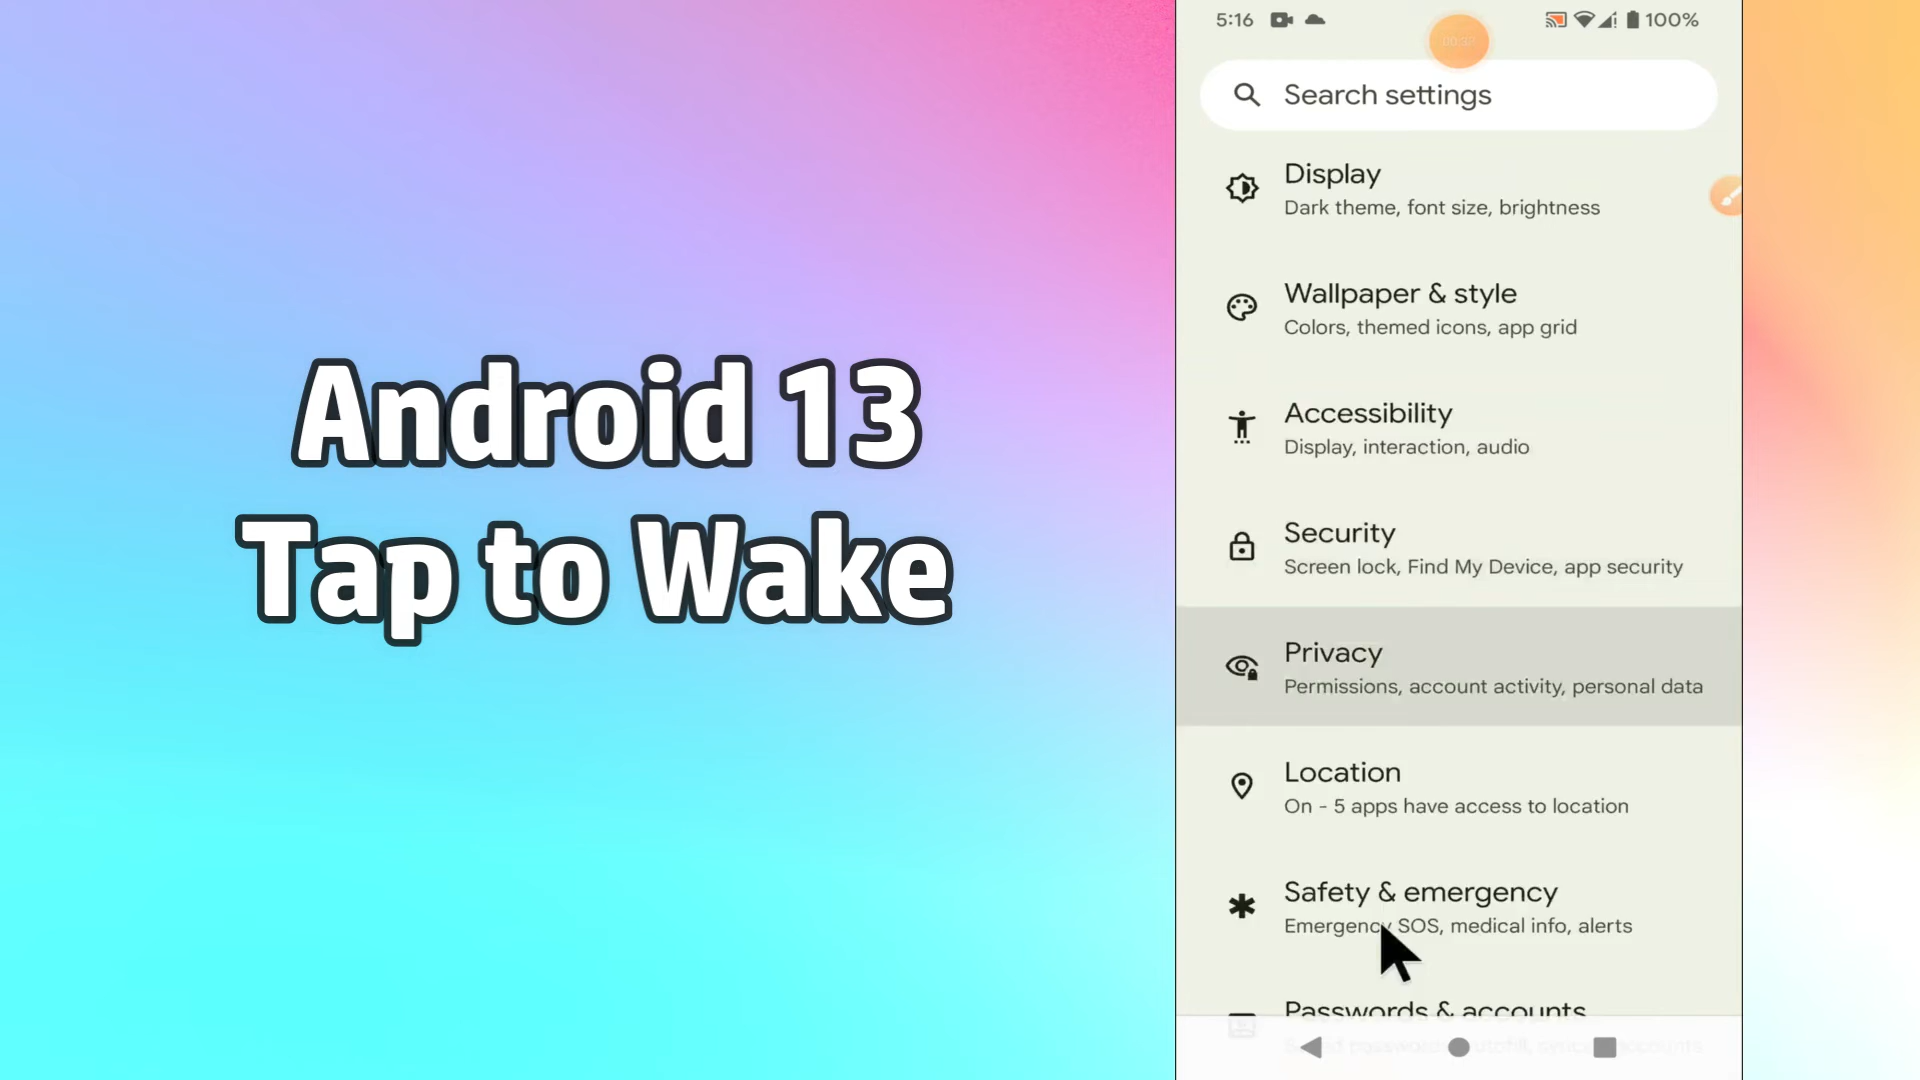 Android 13
Tap to Wake
5:16
100%
Search settings
Display
Dark theme, font size, brightness
Wallpaper & style
Colors, themed icons, app grid
Accessibility
Display, interaction, audio
Security
Screen lock, Find My Device, app security
Privacy
Permissions, account activity, personal data
Location
On - 5 apps have access to location
Safety & emergency
Emergency SOS, medical info, alerts
Passwords & accounts